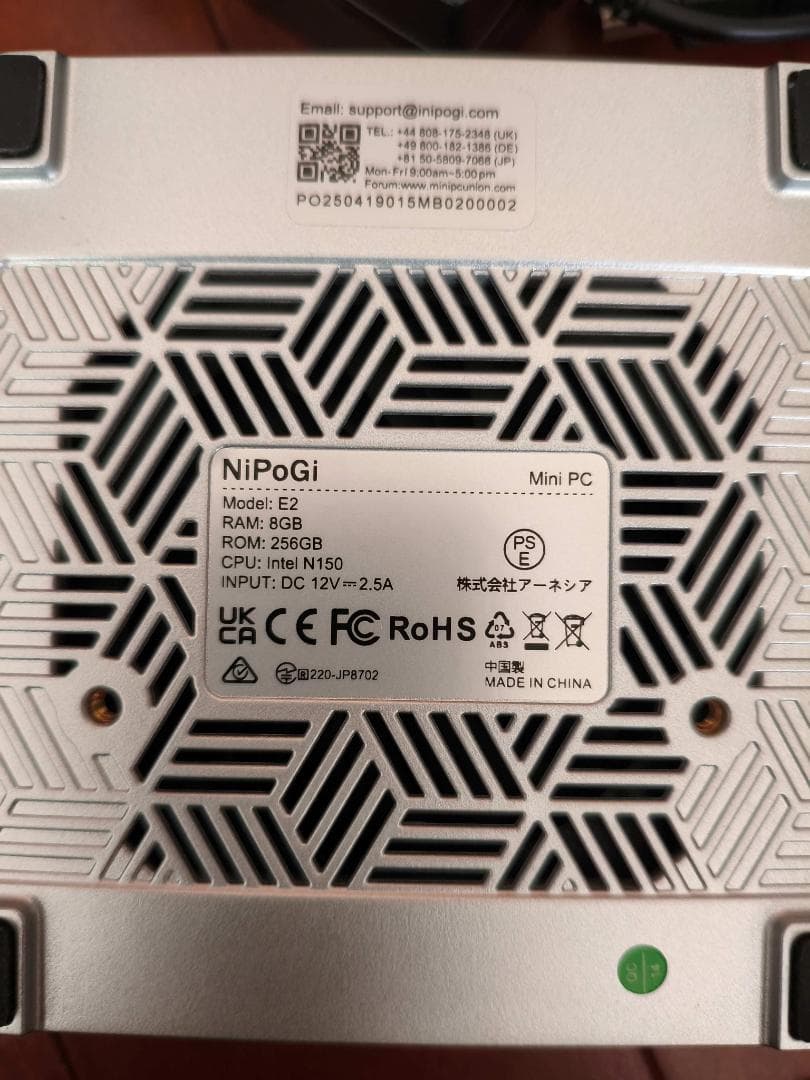 Email: support@inipogi.com
TEL.: +44 808-175-2348 (UK)
+49 800-182-1386 (DE)
+81 50-5809-7068 (JP)
Mon-Fri 9:00am~5:00pm
Forum:www.minipcunion.com
PO250419015MB0200002
NiPoGi
Mini PC
Model: E2
RAM: 8GB
ROM: 256GB
CPU: Intel N150
INPUT: DC 12V⎓2.5A
PS
E
株式会社アーネシア
UK
CA CE FC RoHS
07
ABS
R 220-JP8702
中国製
MADE IN CHINA
QC
14